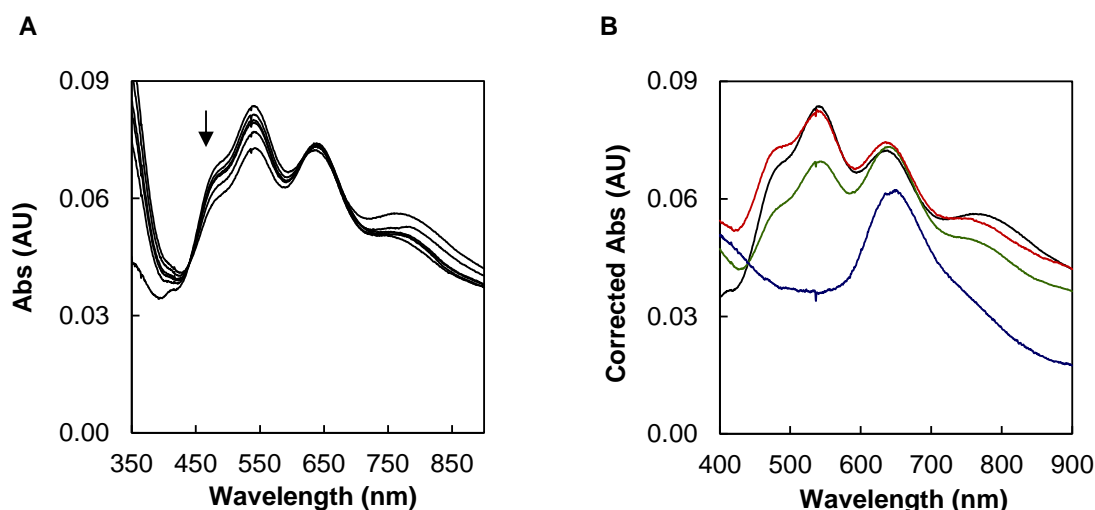 A
0.09
0.06
0.03
0.00
Abs (AU)
350 450 550 650 750 850
Wavelength (nm)
B
0.09
0.06
0.03
0.00
Corrected Abs (AU)
400 500 600 700 800 900
Wavelength (nm)